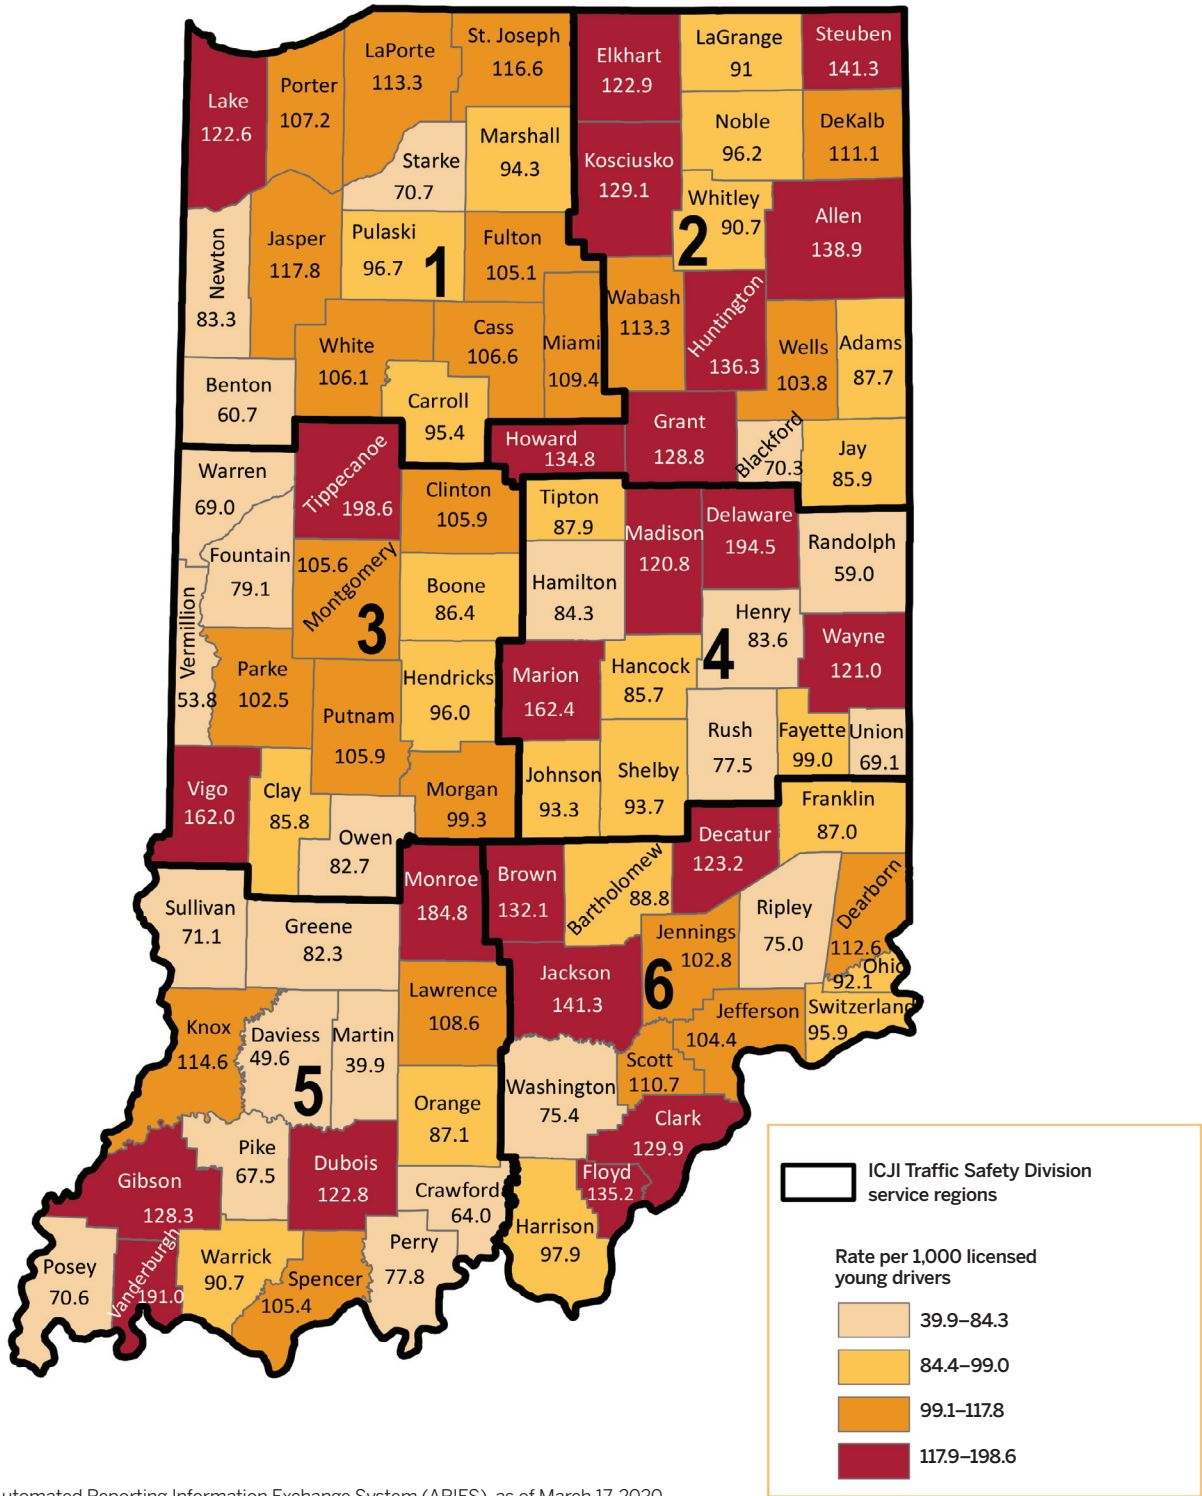 St. Joseph
116.6
LaPorte
113.3
Elkhart
122.9
LaGrange
91
Steuben
141.3
Porter
107.2
Lake
122.6
Noble
96.2
DeKalb
111.1
Marshall
94.3
Starke
70.7
Kosciusko
129.1
Whitley
90.7
2
Allen
138.9
Newton
83.3
Jasper
117.8
Pulaski
96.7
1
Fulton
105.1
Wabash
113.3
Huntington
136.3
White
106.1
Cass
106.6
Miami
109.4
Wells
103.8
Adams
87.7
Benton
60.7
Carroll
95.4
Howard
134.8
Grant
128.8
Blackford
70.3
Jay
85.9
Warren
69.0
Tippecanoe
198.6
Clinton
105.9
Tipton
87.9
Madison
120.8
Delaware
194.5
Randolph
59.0
Fountain
79.1
105.6
Montgomery
3
Boone
86.4
Hamilton
84.3
Henry
83.6
4
Wayne
121.0
Vermillion
53.8
Parke
102.5
Putnam
105.9
Hendricks
96.0
Marion
162.4
Hancock
85.7
Rush
77.5
Fayette
99.0
Union
69.1
Vigo
162.0
Clay
85.8
Owen
82.7
Morgan
99.3
Johnson
93.3
Shelby
93.7
Franklin
87.0
Decatur
123.2
Monroe
184.8
Brown
132.1
Bartholomew
88.8
Ripley
75.0
Dearborn
112.6
Ohio
92.1
Sullivan
71.1
Greene
82.3
Jackson
141.3
Jennings
102.8
6
Switzerland
95.9
Jefferson
104.4
Lawrence
108.6
Knox
114.6
Daviess
49.6
Martin
39.9
5
Scott
110.7
Washington
75.4
Orange
87.1
Clark
129.9
Pike
67.5
Dubois
122.8
Floyd
135.2
Gibson
128.3
Crawford
64.0
Harrison
97.9
Posey
70.6
Vanderburgh
191.0
Warrick
90.7
Spencer
105.4
Perry
77.8
ICJI Traffic Safety Division
service regions
Rate per 1,000 licensed
young drivers
39.9–84.3
84.4–99.0
99.1–117.8
117.9–198.6
utomated Reporting Information Exchange System (ARIES), as of March 17, 2020